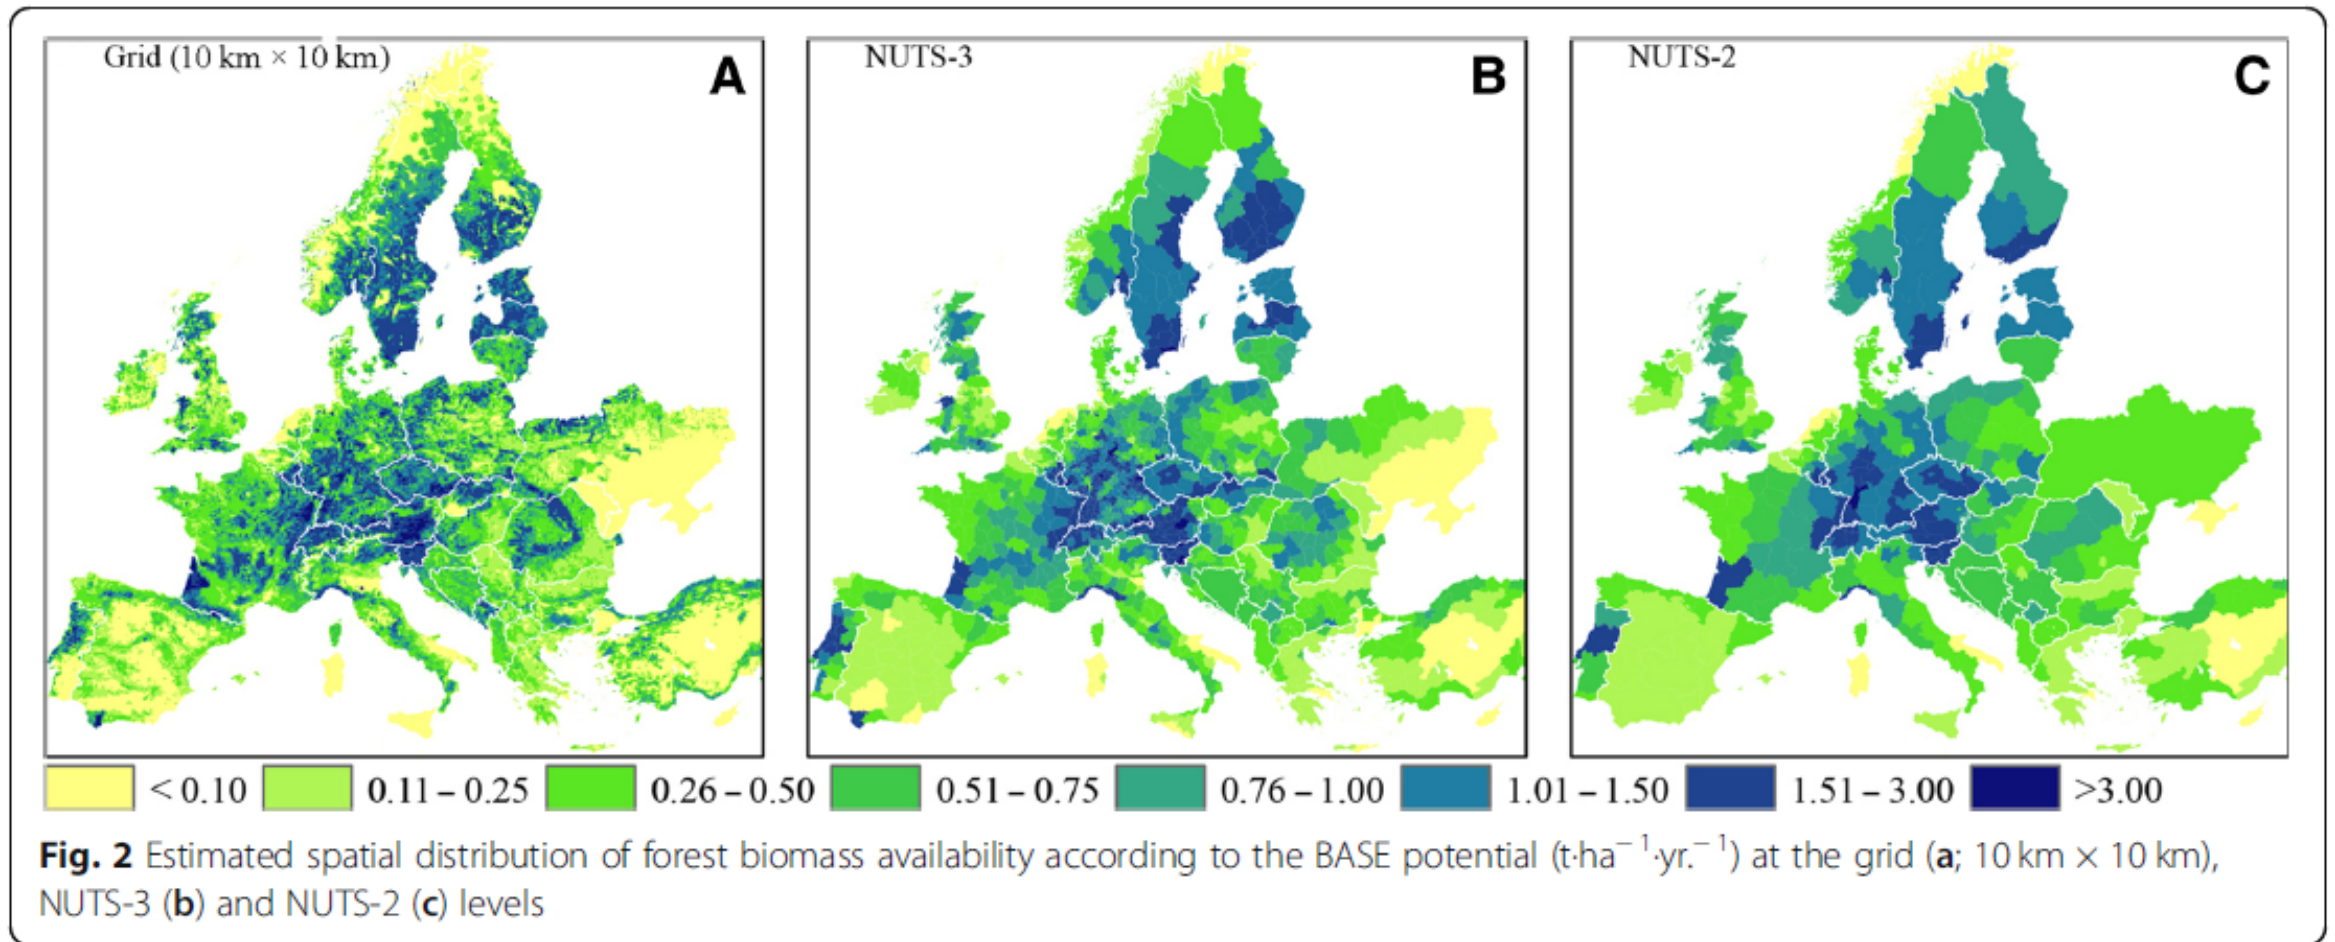 Grid (10 km × 10 km)
A
NUTS-3
B
NUTS-2
C
< 0.10
0.11 – 0.25
0.26 – 0.50
0.51 – 0.75
0.76 – 1.00
1.01 – 1.50
1.51 – 3.00
>3.00
Fig. 2 Estimated spatial distribution of forest biomass availability according to the BASE potential (t·ha⁻¹·yr.⁻¹) at the grid (a; 10 km × 10 km),
NUTS-3 (b) and NUTS-2 (c) levels